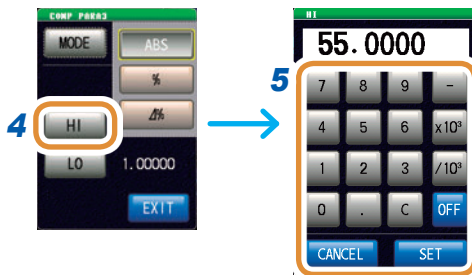 COMP PARA3
MODE
ABS
%
Δ%
4
HI
LO
1.00000
EXIT
HI
55.0000
5
7 8 9 -
4 5 6 x10³
1 2 3 /10³
0 . C OFF
CANCEL SET